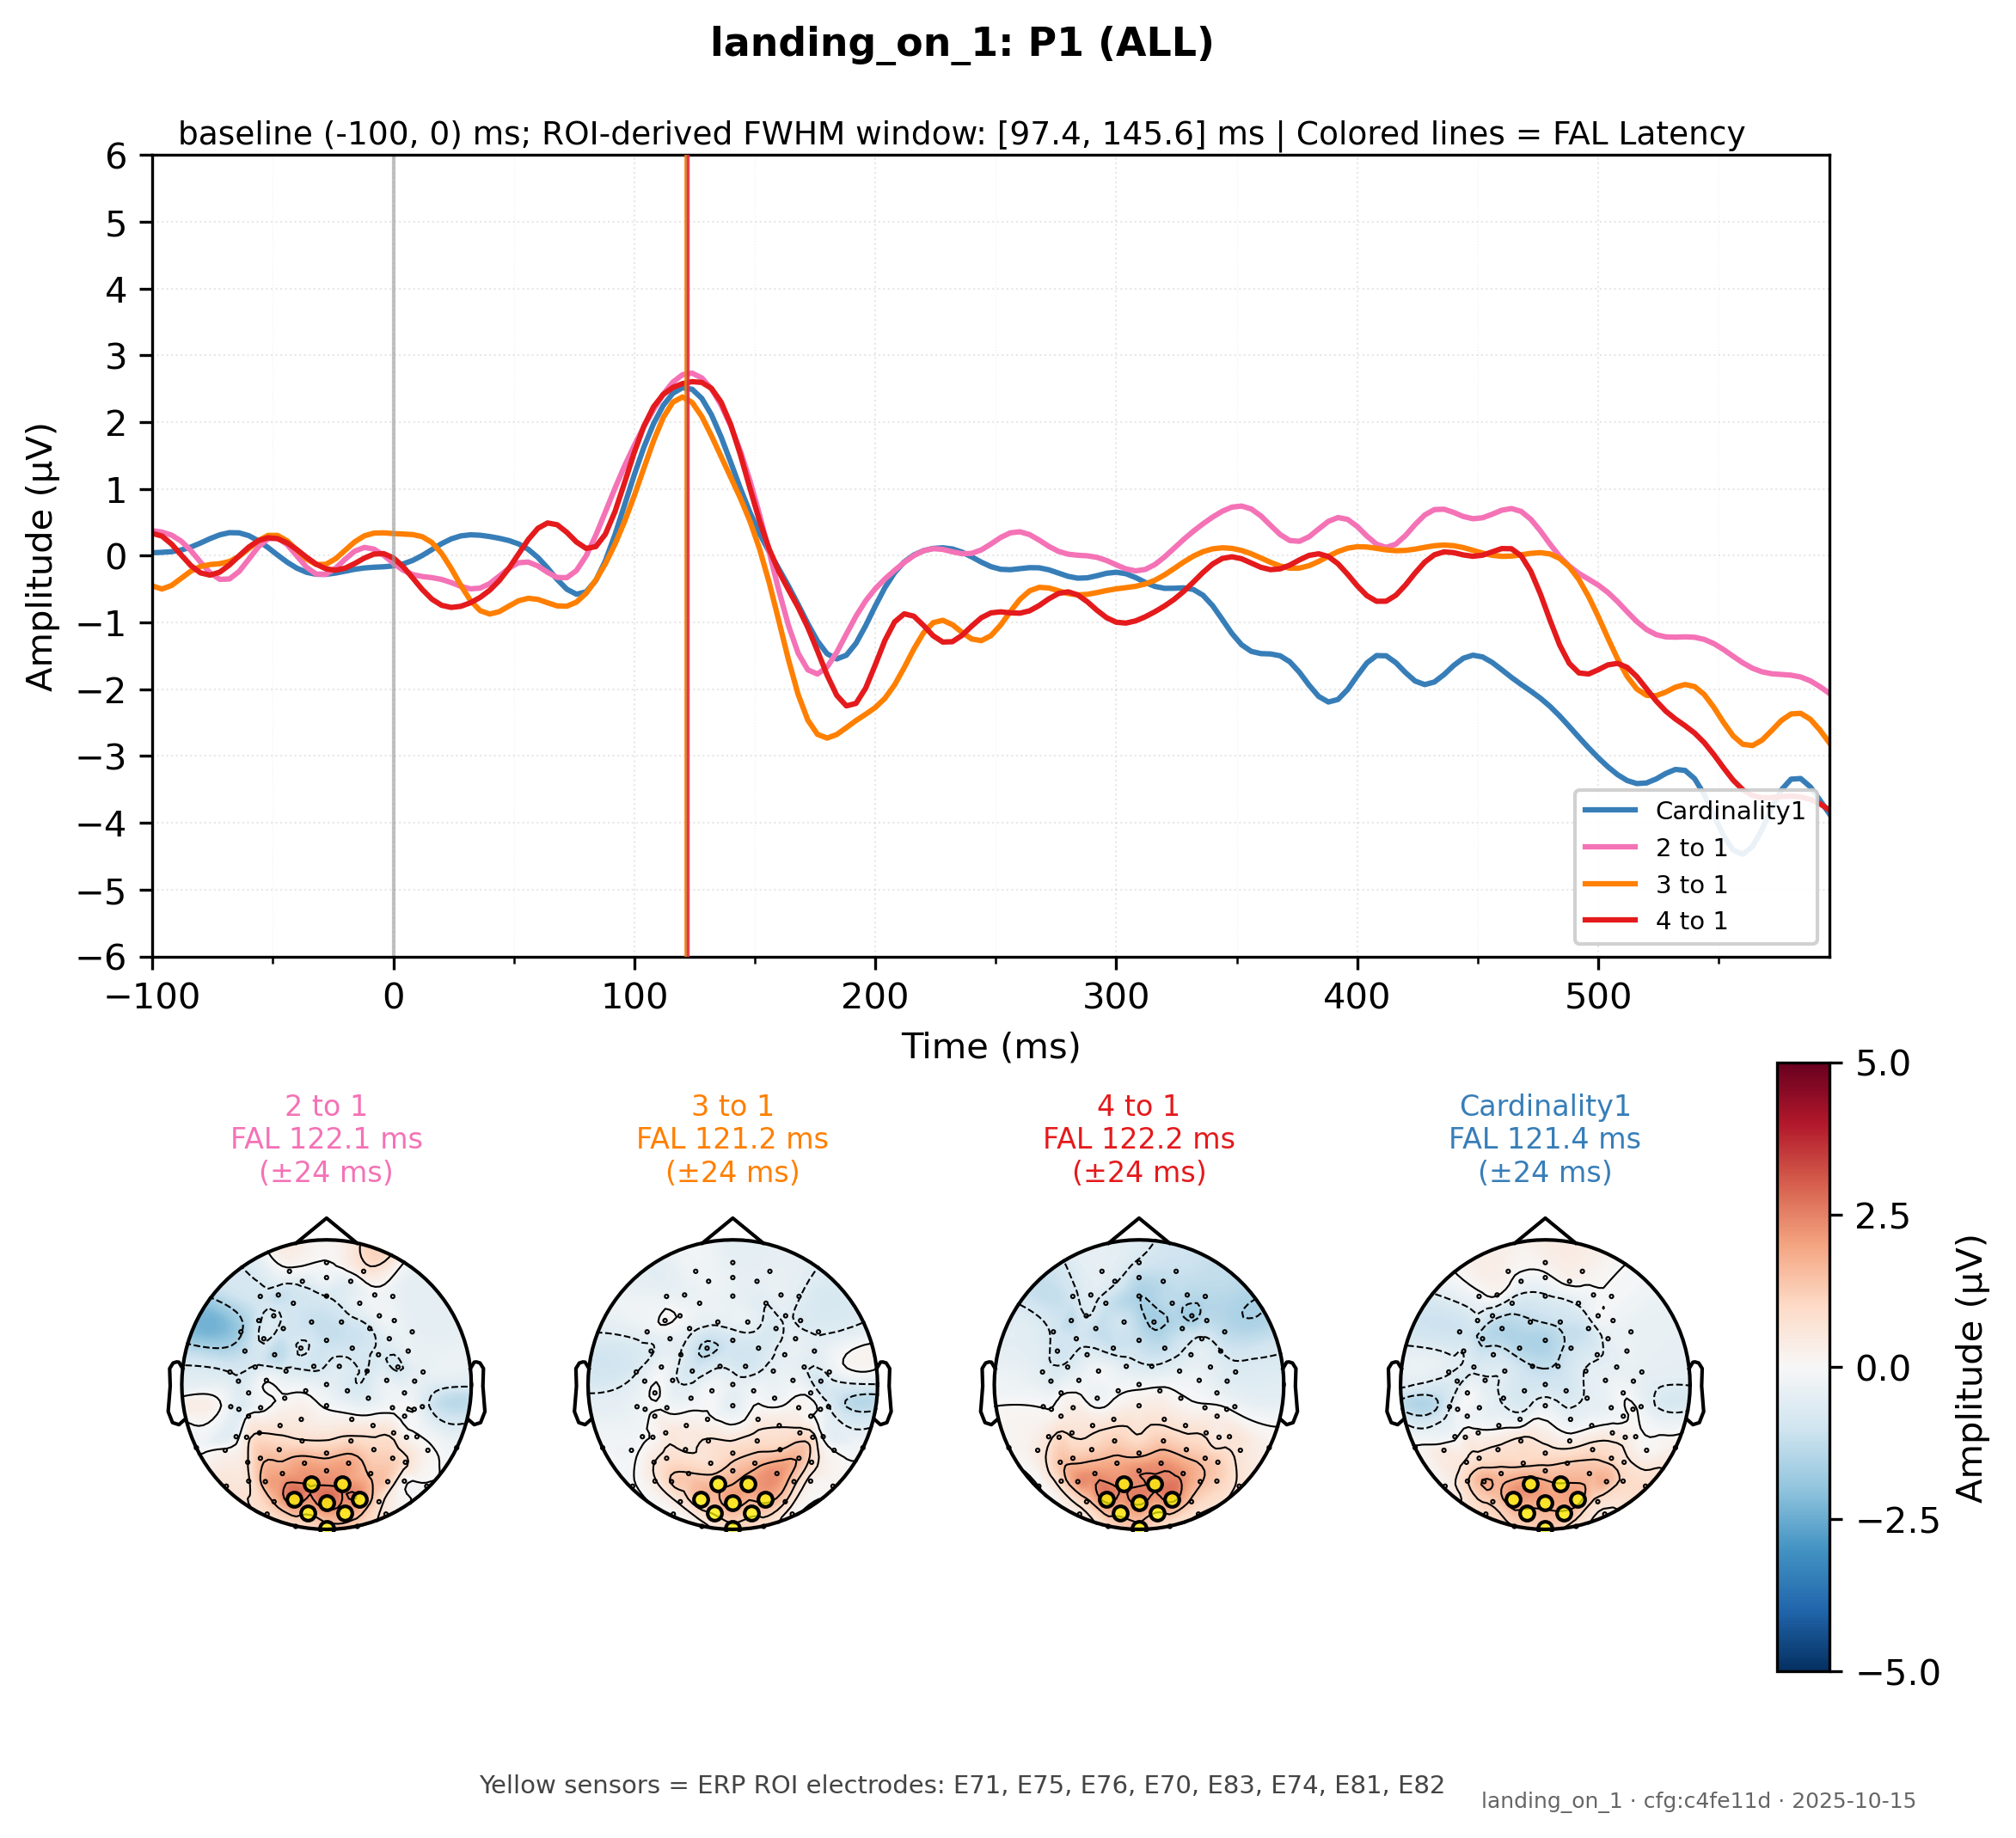 landing_on_1: P1 (ALL)
baseline (-100, 0) ms; ROI-derived FWHM window: [97.4, 145.6] ms | Colored lines = FAL Latency
6
5
4
3
2
1
0
−1
−2
−3
−4
−5
−6
Amplitude (µV)
−100
0
100
200
300
400
500
Time (ms)
Cardinality1
2 to 1
3 to 1
4 to 1
2 to 1
FAL 122.1 ms
(±24 ms)
3 to 1
FAL 121.2 ms
(±24 ms)
4 to 1
FAL 122.2 ms
(±24 ms)
Cardinality1
FAL 121.4 ms
(±24 ms)
5.0
2.5
0.0
−2.5
−5.0
Amplitude (µV)
Yellow sensors = ERP ROI electrodes: E71, E75, E76, E70, E83, E74, E81, E82
landing_on_1 · cfg:c4fe11d · 2025-10-15